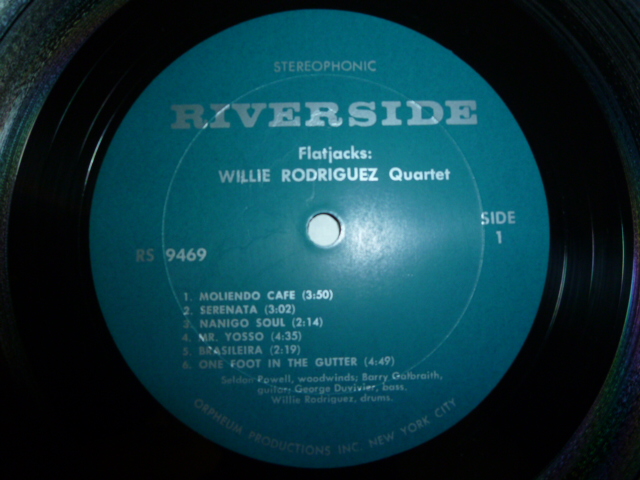 STEREOPHONIC
RIVERSIDE
Flatjacks:
WILLIE RODRIGUEZ Quartet
SIDE
1
RS 9469
1. MOLIENDO CAFE (3:50)
2. SERENATA (3:02)
3. NANIGO SOUL (2:14)
4. MR. YOSSO (4:35)
5. BRASILEIRA (2:19)
6. ONE FOOT IN THE GUTTER (4:49)
Seldon Powell, woodwinds; Barry Galbraith,
guitar; George Duvivier, bass.
Willie Rodriguez, drums.
ORPHEUM PRODUCTIONS INC. NEW YORK CITY